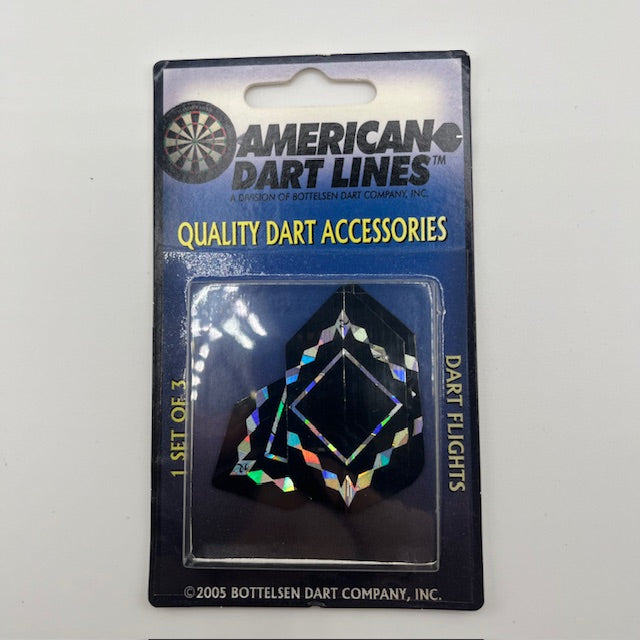 AMERICAN
DART LINES™
A DIVISION OF BOTTELSEN DART COMPANY, INC.
QUALITY DART ACCESSORIES
1 SET OF 3
DART FLIGHTS
©2005 BOTTELSEN DART COMPANY, INC.